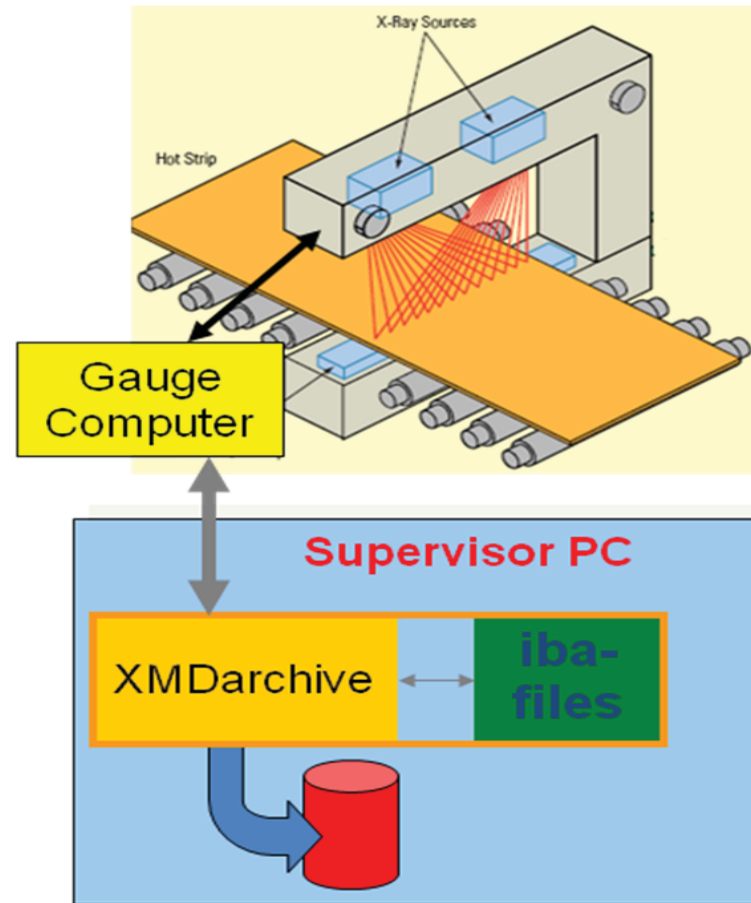 X-Ray Sources
Hot Strip
Gauge
Computer
Supervisor PC
XMDarchive
iba-
files